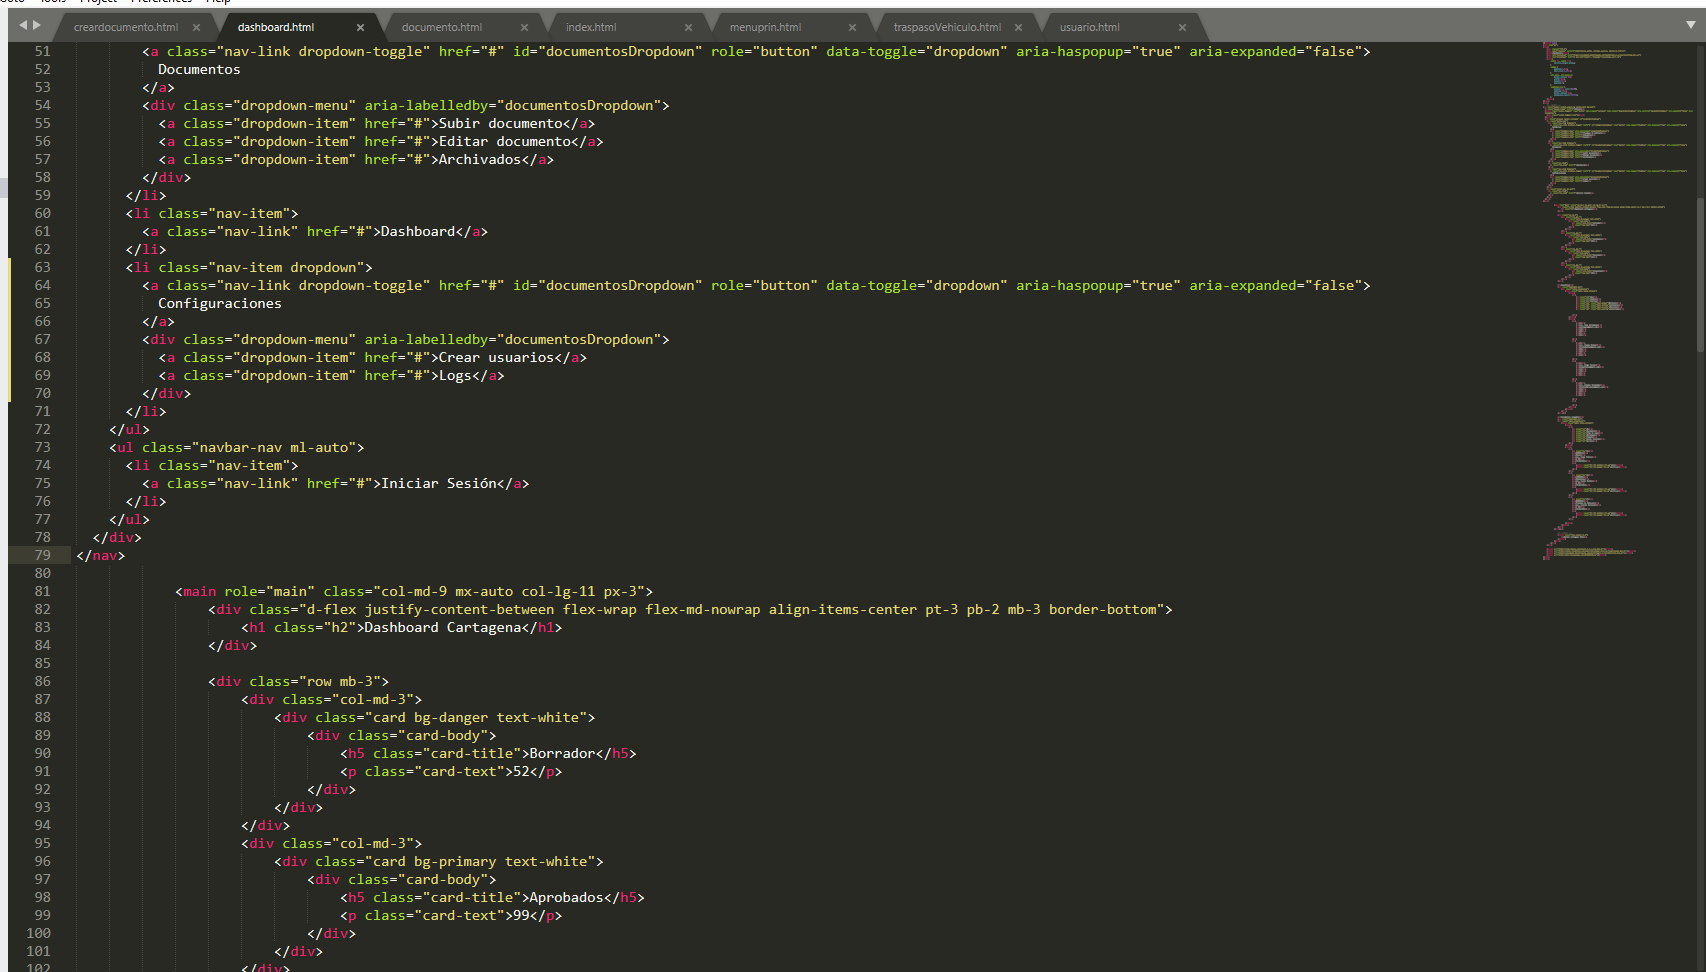 Goto Tools Project Preferences Help
creardocumento.html × dashboard.html × documento.html × index.html × menuprin.html × traspasoVehiculo.html × usuario.html ×
51 <a class="nav-link dropdown-toggle" href="#" id="documentosDropdown" role="button" data-toggle="dropdown" aria-haspopup="true" aria-expanded="false">
52 Documentos
53 </a>
54 <div class="dropdown-menu" aria-labelledby="documentosDropdown">
55 <a class="dropdown-item" href="#">Subir documento</a>
56 <a class="dropdown-item" href="#">Editar documento</a>
57 <a class="dropdown-item" href="#">Archivados</a>
58 </div>
59 </li>
60 <li class="nav-item">
61 <a class="nav-link" href="#">Dashboard</a>
62 </li>
63 <li class="nav-item dropdown">
64 <a class="nav-link dropdown-toggle" href="#" id="documentosDropdown" role="button" data-toggle="dropdown" aria-haspopup="true" aria-expanded="false">
65 Configuraciones
66 </a>
67 <div class="dropdown-menu" aria-labelledby="documentosDropdown">
68 <a class="dropdown-item" href="#">Crear usuarios</a>
69 <a class="dropdown-item" href="#">Logs</a>
70 </div>
71 </li>
72 </ul>
73 <ul class="navbar-nav ml-auto">
74 <li class="nav-item">
75 <a class="nav-link" href="#">Iniciar Sesión</a>
76 </li>
77 </ul>
78 </div>
79 </nav>
80
81 <main role="main" class="col-md-9 mx-auto col-lg-11 px-3">
82 <div class="d-flex justify-content-between flex-wrap flex-md-nowrap align-items-center pt-3 pb-2 mb-3 border-bottom">
83 <h1 class="h2">Dashboard Cartagena</h1>
84 </div>
85
86 <div class="row mb-3">
87 <div class="col-md-3">
88 <div class="card bg-danger text-white">
89 <div class="card-body">
90 <h5 class="card-title">Borrador</h5>
91 <p class="card-text">52</p>
92 </div>
93 </div>
94 </div>
95 <div class="col-md-3">
96 <div class="card bg-primary text-white">
97 <div class="card-body">
98 <h5 class="card-title">Aprobados</h5>
99 <p class="card-text">99</p>
100 </div>
101 </div>
102 </div>